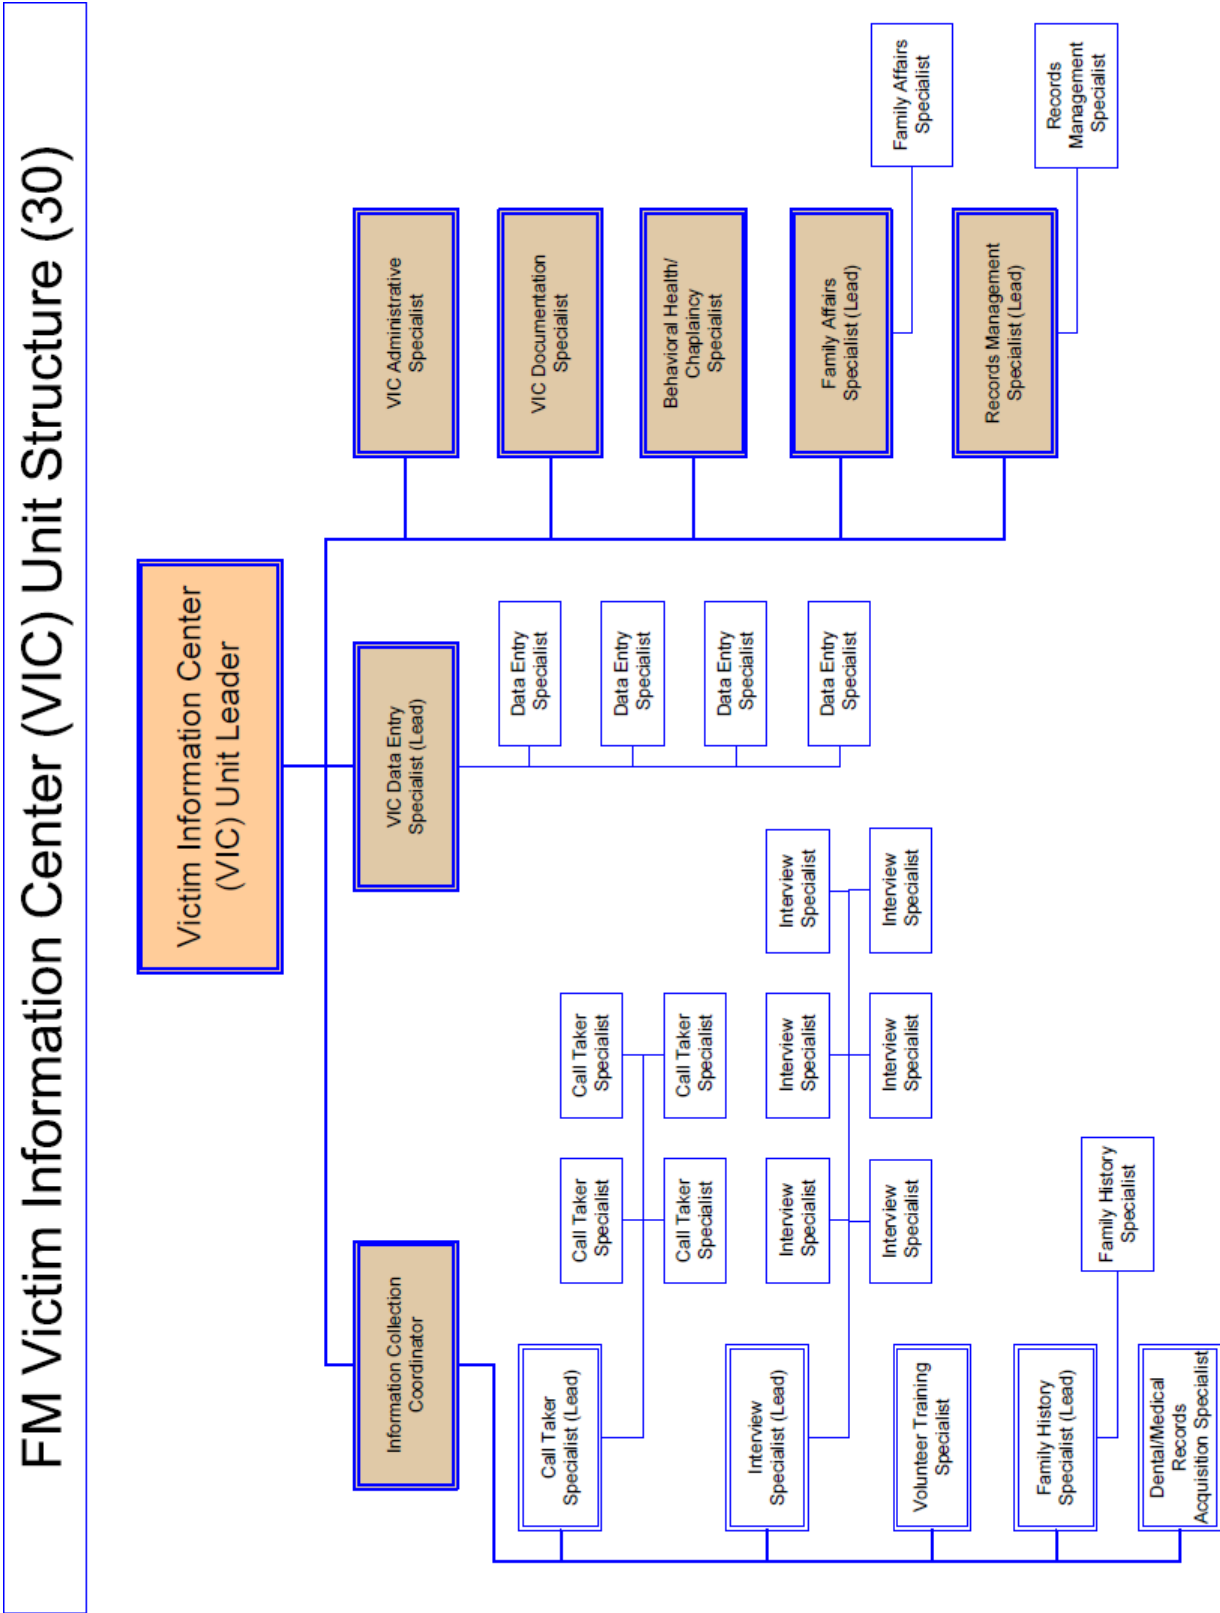 FM Victim Information Center (VIC) Unit Structure (30)
Victim Information Center
(VIC) Unit Leader
Information Collection
Coordinator
VIC Data Entry
Specialist (Lead)
VIC Administrative
Specialist
VIC Documentation
Specialist
Behavioral Health/
Chaplaincy
Specialist
Family Affairs
Specialist (Lead)
Family Affairs
Specialist
Records Management
Specialist (Lead)
Records
Management
Specialist
Data Entry
Specialist
Data Entry
Specialist
Data Entry
Specialist
Data Entry
Specialist
Call Taker
Specialist (Lead)
Call Taker
Specialist
Call Taker
Specialist
Call Taker
Specialist
Call Taker
Specialist
Interview
Specialist (Lead)
Interview
Specialist
Interview
Specialist
Interview
Specialist
Interview
Specialist
Interview
Specialist
Interview
Specialist
Volunteer Training
Specialist
Family History
Specialist (Lead)
Family History
Specialist
Dental/Medical
Records
Acquisition Specialist